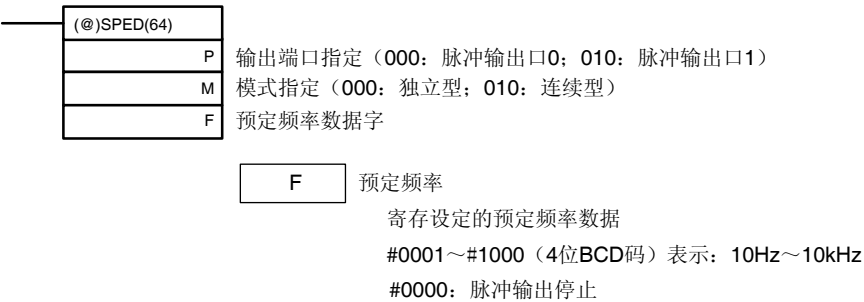 (@)SPED(64)
P 输出端口指定（000：脉冲输出口0；010：脉冲输出口1）
M 模式指定（000：独立型；010：连续型）
F 预定频率数据字
F 预定频率
寄存设定的预定频率数据
#0001～#1000（4位BCD码）表示：10Hz～10kHz
#0000：脉冲输出停止